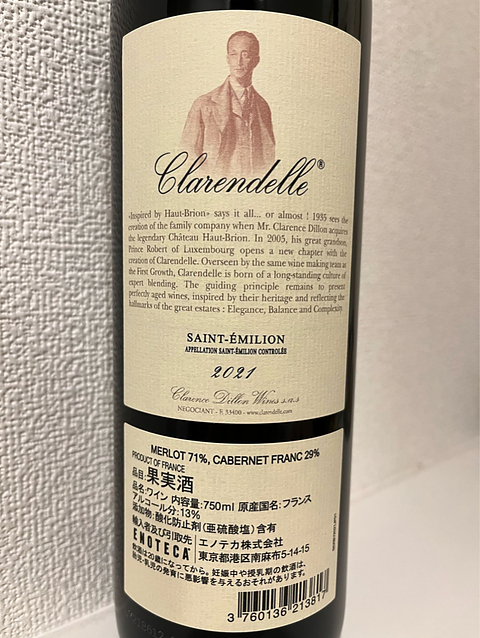 Clarendelle®
«Inspired by Haut-Brion» says it all... or almost ! 1935 sees the
creation of the family company when Mr. Clarence Dillon acquires
the legendary Château Haut-Brion. In 2005, his great grandson,
Prince Robert of Luxembourg opens a new chapter with the
creation of Clarendelle. Overseen by the same wine making team as
the First Growth, Clarendelle is born of a long-standing culture of
expert blending. The guiding principle remains to present
perfectly aged wines, inspired by their heritage and reflecting the
hallmarks of the great estates : Elegance, Balance and Complexity.
SAINT-ÉMILION
APPELLATION SAINT-ÉMILION CONTRÔLÉE
2021
Clarence Dillon Wines s.a.s
NEGOCIANT - F. 33400 - www.clarendelle.com
MERLOT 71%, CABERNET FRANC 29%
PRODUCT OF FRANCE
品目:果実酒
品名:ワイン 内容量:750ml 原産国名:フランス
アルコール分:13%
添加物:酸化防止剤(亜硫酸塩)含有
輸入者及び引取先 エノテカ株式会社
ENOTECA 東京都港区南麻布5-14-15
飲酒は20歳になってから。妊娠中や授乳期の飲酒は、
胎児・乳児の発育に悪影響を与えるおそれがあります。
3 760136 213817